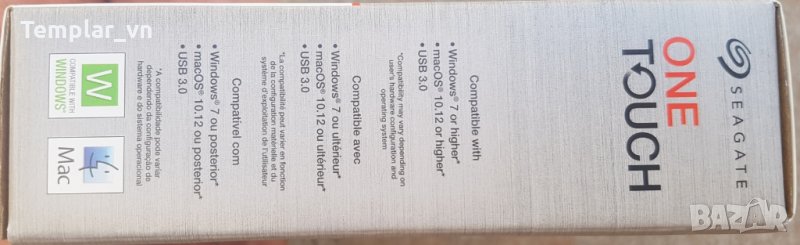 Templar_vn
SEAGATE
ONE
TOUCH
Compatible with
• Windows® 7 or higher*
• macOS® 10.12 or higher*
• USB 3.0
*Compatibility may vary depending on
user's hardware configuration and
operating system
Compatible avec
• Windows® 7 ou ultérieur*
• macOS® 10.12 ou ultérieur*
• USB 3.0
*La compatibilité peut varier en fonction
de la configuration matérielle et du
système d'exploitation de l'utilisateur
Compatível com
• Windows® 7 ou posterior*
• macOS® 10.12 ou posterior*
• USB 3.0
*A compatibilidade pode variar
dependendo da configuração de
hardware e do sistema operacional
W
COMPATIBLE WITH
WINDOWS®
Mac
BAZAR